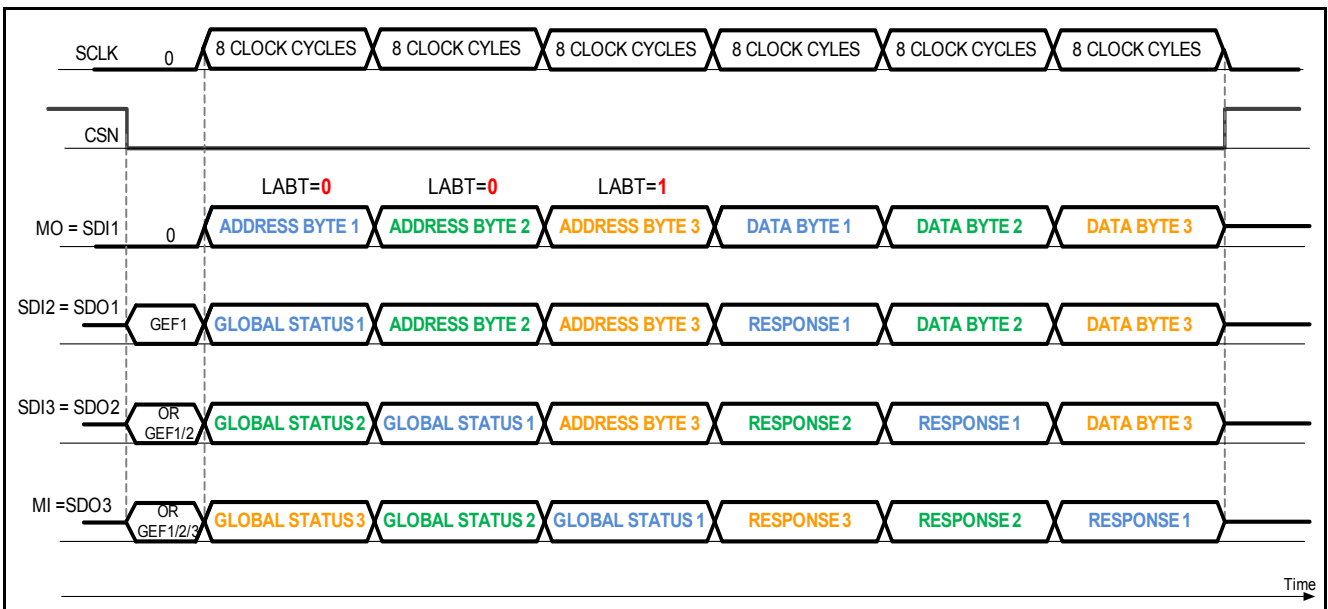 SCLK 0 8 CLOCK CYCLES 8 CLOCK CYLES 8 CLOCK CYCLES 8 CLOCK CYLES 8 CLOCK CYCLES 8 CLOCK CYLES
CSN
LABT=0 LABT=0 LABT=1
MO = SDI1 0 ADDRESS BYTE 1 ADDRESS BYTE 2 ADDRESS BYTE 3 DATA BYTE 1 DATA BYTE 2 DATA BYTE 3
SDI2 = SDO1 GEF1 GLOBAL STATUS 1 ADDRESS BYTE 2 ADDRESS BYTE 3 RESPONSE 1 DATA BYTE 2 DATA BYTE 3
SDI3 = SDO2 OR GEF1/2 GLOBAL STATUS 2 GLOBAL STATUS 1 ADDRESS BYTE 3 RESPONSE 2 RESPONSE 1 DATA BYTE 3
MI =SDO3 OR GEF1/2/3 GLOBAL STATUS 3 GLOBAL STATUS 2 GLOBAL STATUS 1 RESPONSE 3 RESPONSE 2 RESPONSE 1
Time